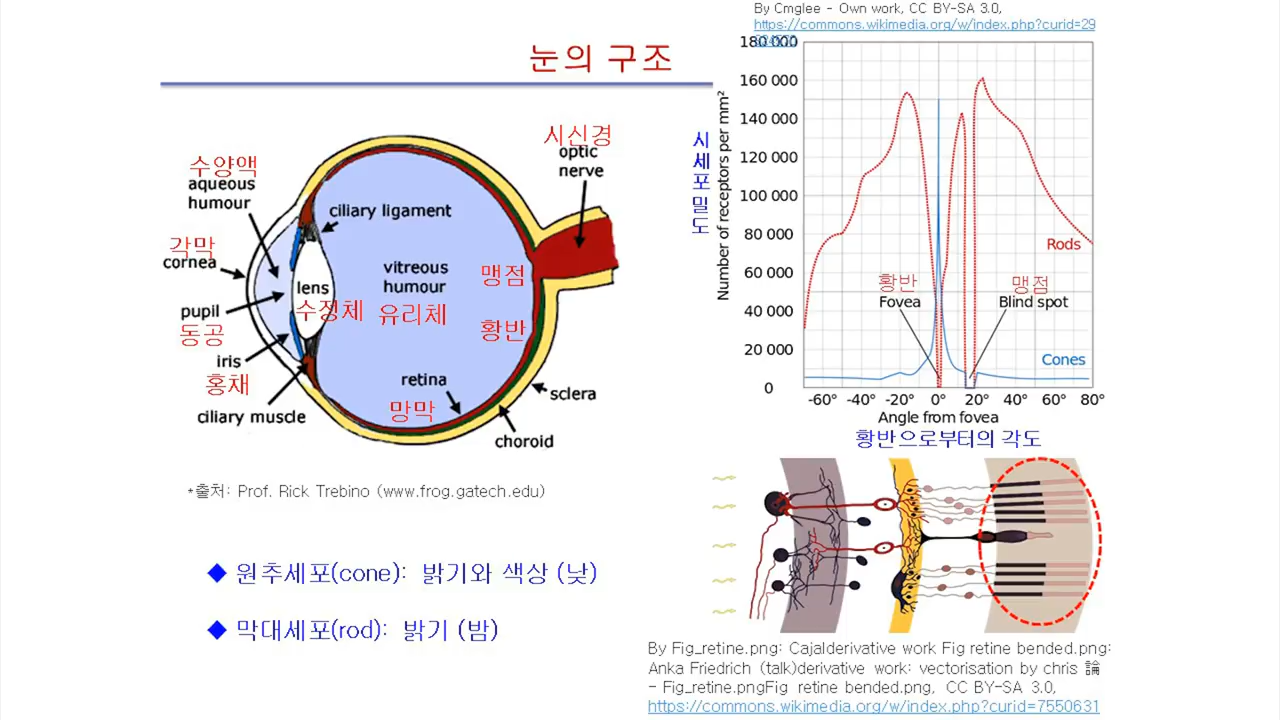 눈의 구조
수양액
aqueous
humour
각막
cornea
pupil
동공
iris
홍채
ciliary muscle
ciliary ligament
lens
수정체
vitreous
humour
유리체
맹점
황반
retina
망막
시신경
optic
nerve
sclera
choroid
*출처: Prof. Rick Trebino (www.frog.gatech.edu)
◆ 원추세포(cone): 밝기와 색상 (낮)
◆ 막대세포(rod): 밝기 (밤)
By Cmglee - Own work, CC BY-SA 3.0,
https://commons.wikimedia.org/w/index.php?curid=29
시세포밀도
Number of receptors per mm²
180 000
160 000
140 000
120 000
100 000
80 000
60 000
40 000
20 000
0
Rods
황반
Fovea
맹점
Blind spot
Cones
-60° -40° -20° 0° 20° 40° 60° 80°
Angle from fovea
황반으로부터의 각도
By Fig_retine.png: Cajalderivative work Fig retine bended.png:
Anka Friedrich (talk)derivative work: vectorisation by chris 論
- Fig_retine.pngFig retine bended.png, CC BY-SA 3.0,
https://commons.wikimedia.org/w/index.php?curid=7550631